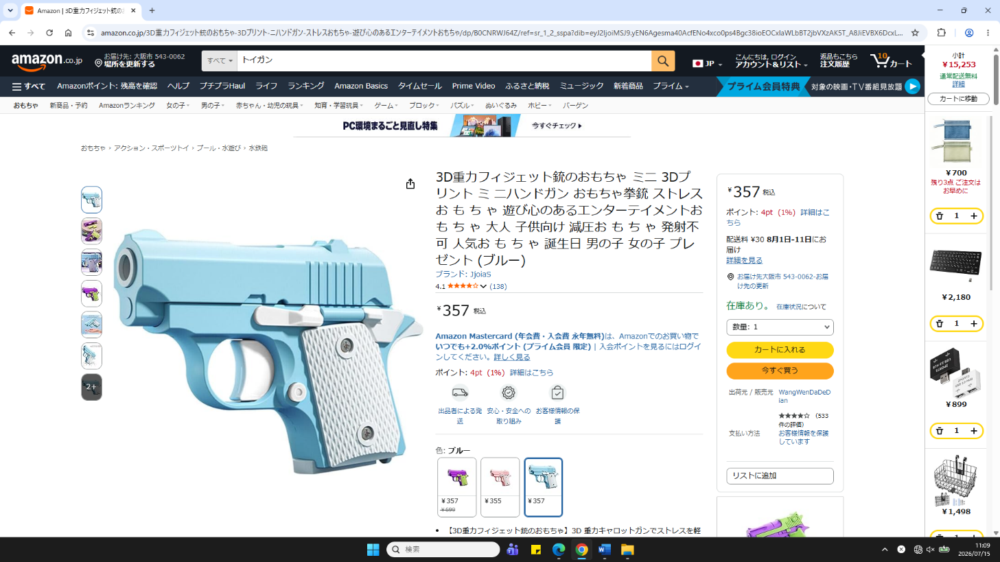 Amazon | 3D重力フィジェット銃のお
amazon.co.jp/3D重力フィジェット銃のおもちゃ-3Dプリント-ニハンドガン-ストレスおもちゃ-遊び心のあるエンターテイメントおもちゃ/dp/B0CNRWJ64Z/ref=sr_1_2_sspa?dib=eyJ2IjoiMSJ9.yEN6Agesma40AcfENo4xco0ps4Bgc38ioEOCxIaWLbBT2jbVXzAK5T_A8JiEVBX6DcxL...
amazon.co.jp
お届け先: 大阪市 543-0062
場所を更新する
すべて
トイガン
JP
こんにちは, ログイン
アカウント&リスト
返品もこちら
注文履歴
10
カート
すべて
Amazonポイント: 残高を確認
ヘルプ
プチプラHaul
ライフ
ランキング
Amazon Basics
タイムセール
Prime Video
ふるさと納税
ミュージック
新着商品
プライム
プライム会員特典
対象の映画・TV番組見放題
おもちゃ
新商品・予約
Amazonランキング
女の子
男の子
赤ちゃん・幼児の玩具
知育・学習玩具
ゲーム
ブロック
パズル
ぬいぐるみ
ホビー
バーゲン
PC環境まるごと見直し特集
今すぐチェック
おもちゃ › アクション・スポーツトイ › プール・水遊び › 水鉄砲
2+
3D重力フィジェット銃のおもちゃ ミニ 3Dプ
リント ミ 二ハンドガン おもちゃ拳銃 ストレス
お も ち ゃ 遊び心のあるエンターテイメントお
も ち ゃ 大人 子供向け 減圧お も ち ゃ 発射不
可 人気お も ち ゃ 誕生日 男の子 女の子 プレ
ゼント (ブルー)
ブランド: JjoiaS
4.1
(138)
¥357 税込
Amazon Mastercard (年会費・入会費 永年無料)は、Amazonでのお買い物で
いつでも+2.0%ポイント (プライム会員 限定) | 入会ポイントを見るにはログイ
ンしてください。詳しく見る
ポイント: 4pt (1%) 詳細はこちら
出品者による発
送
安心・安全への
取り組み
お客様情報の保
護
色: ブルー
¥357
¥699
¥355
¥357
• 【3D重力フィジェット銃のおもちゃ】3D 重力キャロットガンでストレスを軽
¥357 税込
ポイント: 4pt (1%) 詳細はこ
ちら
配送料 ¥30 8月1日-11日にお
届け
詳細を見る
お届け先大阪市 543-0062-お届
け先の更新
在庫あり。 在庫状況について
数量: 1
カートに入れる
今すぐ買う
出荷元 / 販売元
WangWenDaDeD
ian
(533
件の評価)
支払い方法
お客様情報を保護
しています
リストに追加
小計
¥15,253
通常配送無料
詳細
カートに移動
¥700
残り3点 ご注文は
お早めに
1
¥2,180
1
¥899
1
¥1,498
検索
11:09
2026/07/15